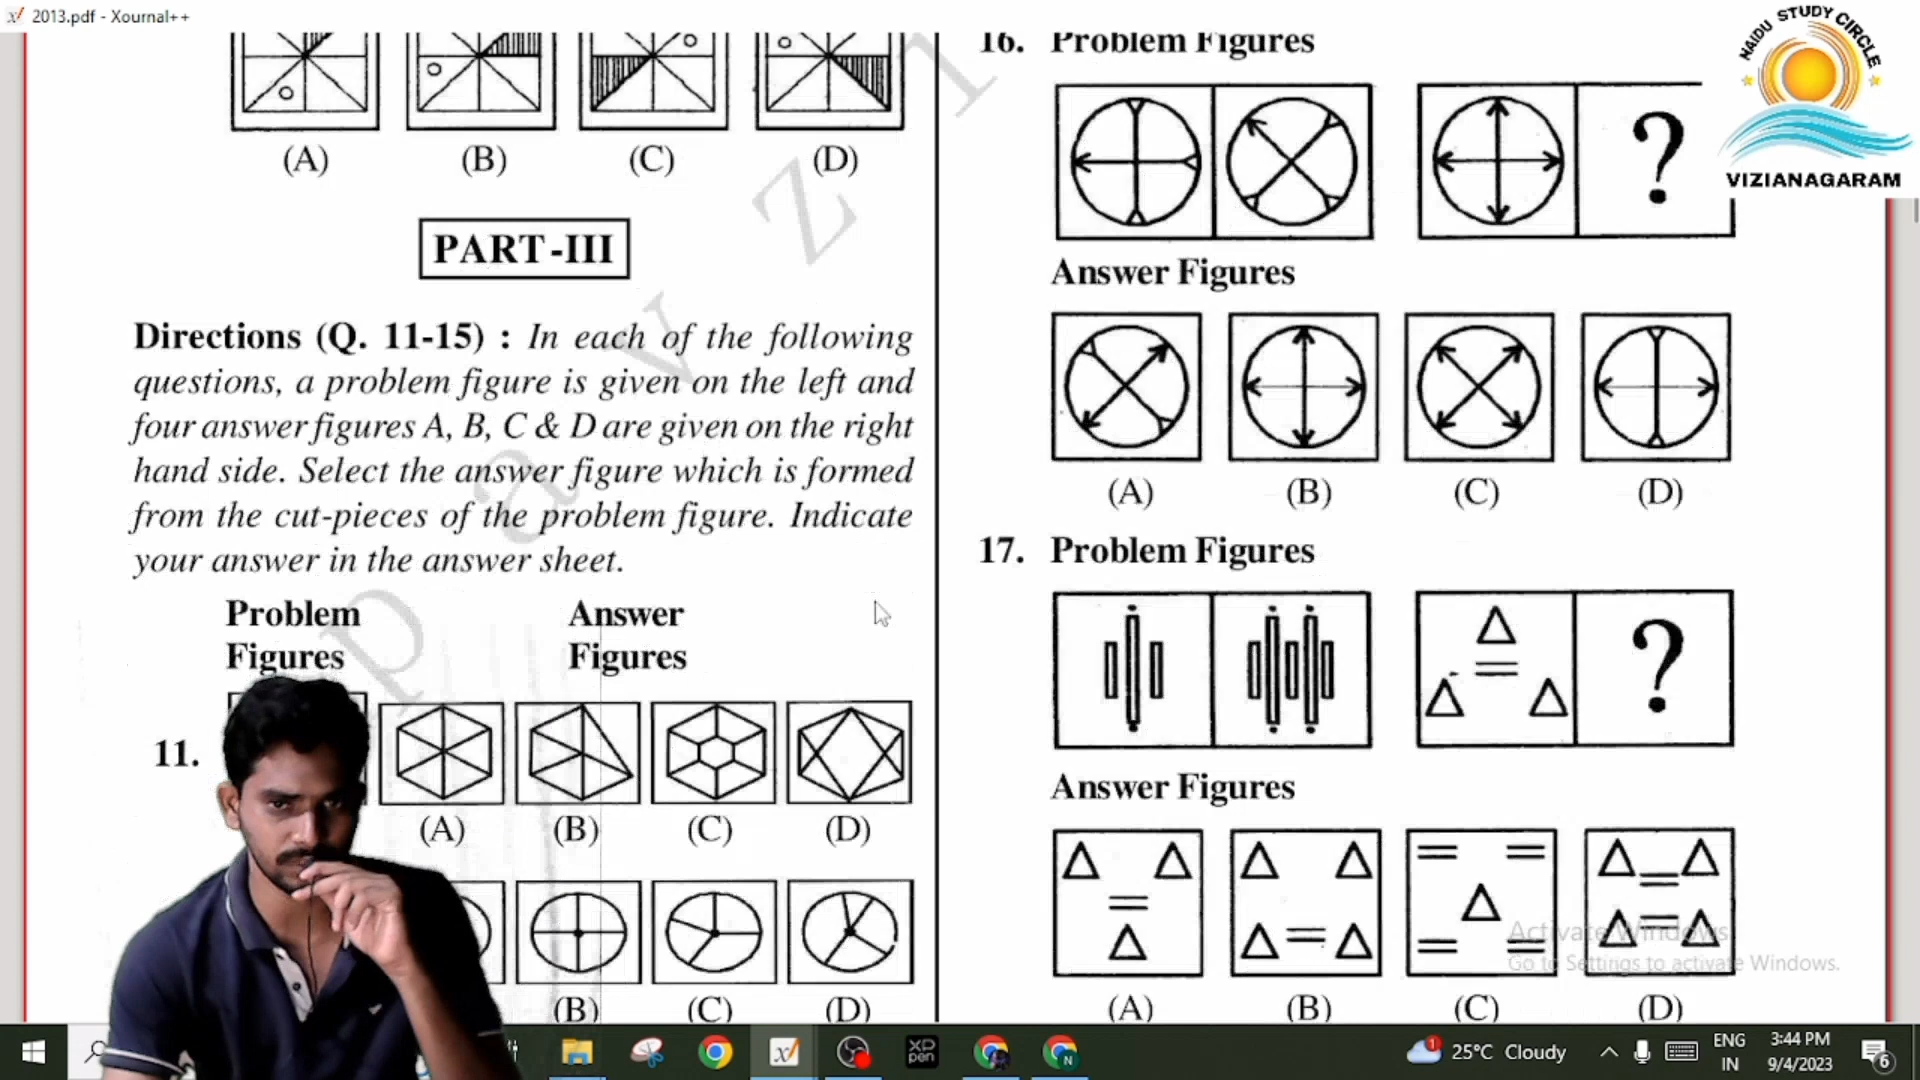 2013.pdf - Xournal++
(A) (B) (C) (D)
PART-III
Directions (Q. 11-15) : In each of the following
questions, a problem figure is given on the left and
four answer figures A, B, C & D are given on the right
hand side. Select the answer figure which is formed
from the cut-pieces of the problem figure. Indicate
your answer in the answer sheet.
Problem Answer
Figures Figures
11.
(A) (B) (C) (D)
(B) (C) (D)
16. Problem Figures
?
Answer Figures
(A) (B) (C) (D)
17. Problem Figures
?
Answer Figures
(A) (B) (C) (D)
NAIDU STUDY CIRCLE
VIZIANAGARAM
Activate Windows
Go to Settings to activate Windows.
XP
pen
N
1
25°C Cloudy
ENG
IN
3:44 PM
9/4/2023
6